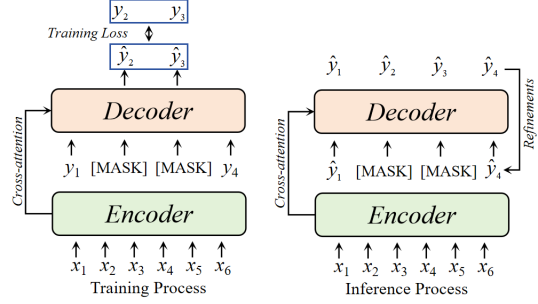 y₂ y₃
Training Loss
ŷ₂ ŷ₃
Decoder
Cross-attention
y₁ [MASK] [MASK] y₄
Encoder
x₁ x₂ x₃ x₄ x₅ x₆
Training Process
ŷ₁ ŷ₂ ŷ₃ ŷ₄
Decoder
Refinements
Cross-attention
ŷ₁ [MASK] [MASK] ŷ₄
Encoder
x₁ x₂ x₃ x₄ x₅ x₆
Inference Process